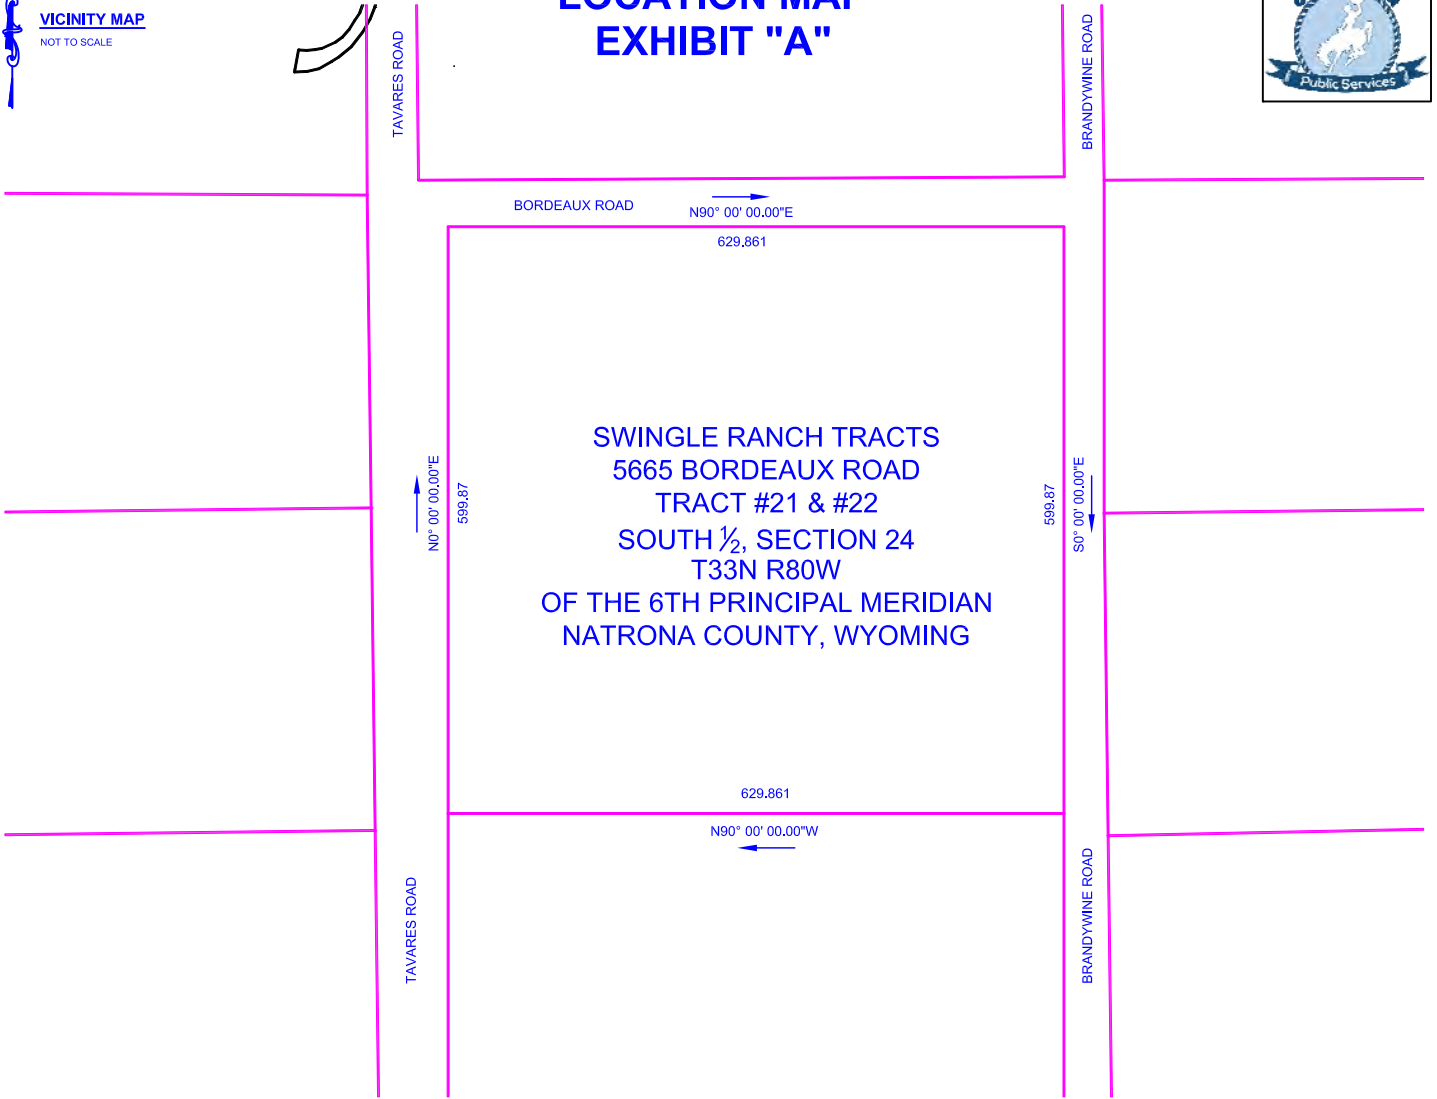 LOCATION MAP
EXHIBIT "A"
VICINITY MAP
NOT TO SCALE
Public Services
TAVARES ROAD
BRANDYWINE ROAD
BORDEAUX ROAD
N90° 00' 00.00"E
629.861
N0° 00' 00.00"E
599.87
SWINGLE RANCH TRACTS
5665 BORDEAUX ROAD
TRACT #21 & #22
SOUTH ½, SECTION 24
T33N R80W
OF THE 6TH PRINCIPAL MERIDIAN
NATRONA COUNTY, WYOMING
599.87
S0° 00' 00.00"E
629.861
N90° 00' 00.00"W
TAVARES ROAD
BRANDYWINE ROAD